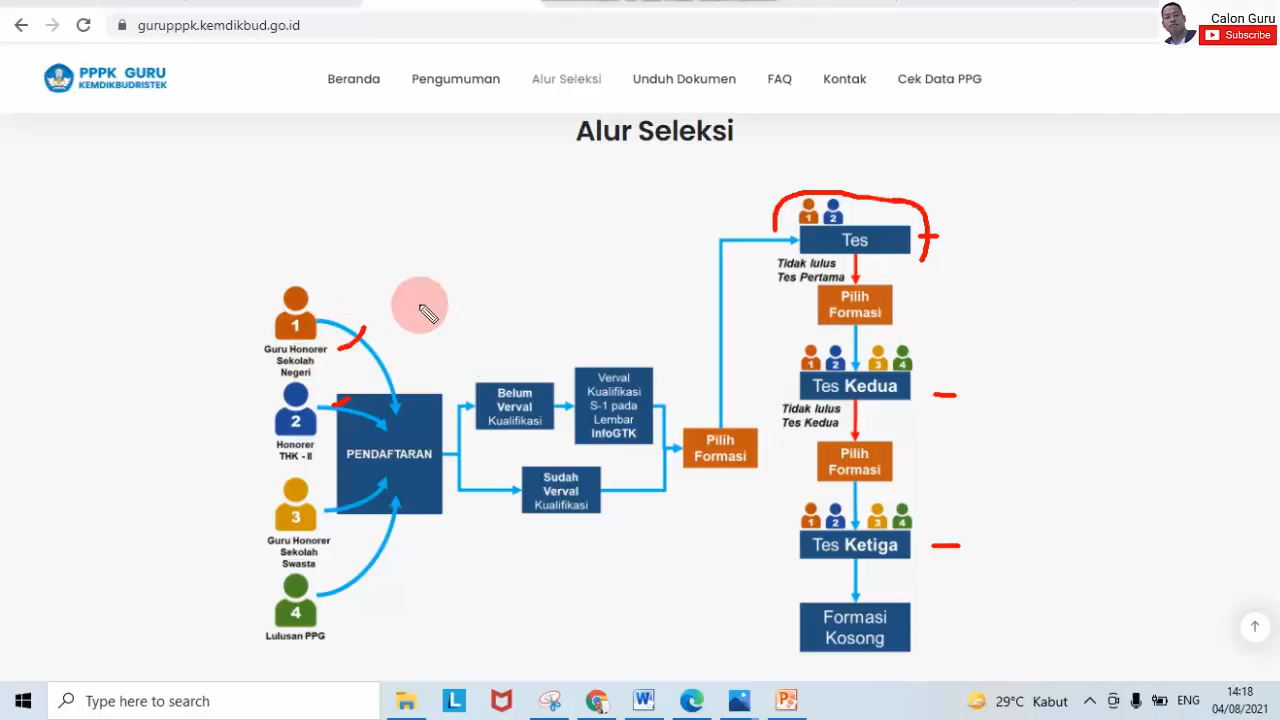 gurupppk.kemdikbud.go.id
Calon Guru
Subscribe
PPPK GURU
KEMDIKBUDRISTEK
Beranda
Pengumuman
Alur Seleksi
Unduh Dokumen
FAQ
Kontak
Cek Data PPG
Alur Seleksi
1
Guru Honorer
Sekolah
Negeri
2
Honorer
THK - II
3
Guru Honorer
Sekolah
Swasta
4
Lulusan PPG
PENDAFTARAN
Belum
Verval
Kualifikasi
Verval
Kualifikasi
S-1 pada
Lembar
InfoGTK
Sudah
Verval
Kualifikasi
Pilih
Formasi
1 2
Tes
Tidak lulus
Tes Pertama
Pilih
Formasi
1 2 3 4
Tes Kedua
Tidak lulus
Tes Kedua
Pilih
Formasi
1 2 3 4
Tes Ketiga
Formasi
Kosong
Type here to search
29°C Kabut
ENG
14:18
04/08/2021